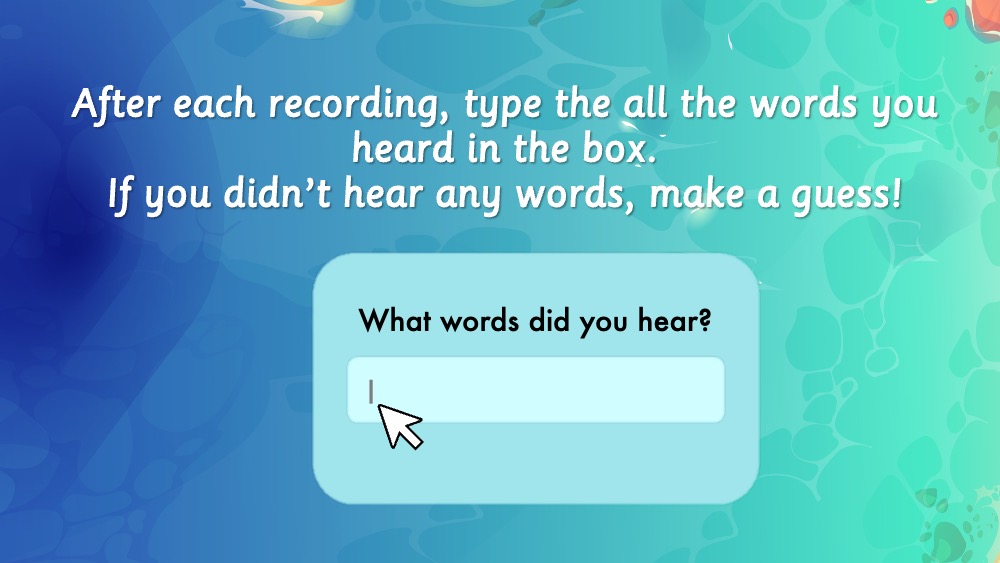 After each recording, type the all the words you
heard in the box.
If you didn't hear any words, make a guess!
What words did you hear?